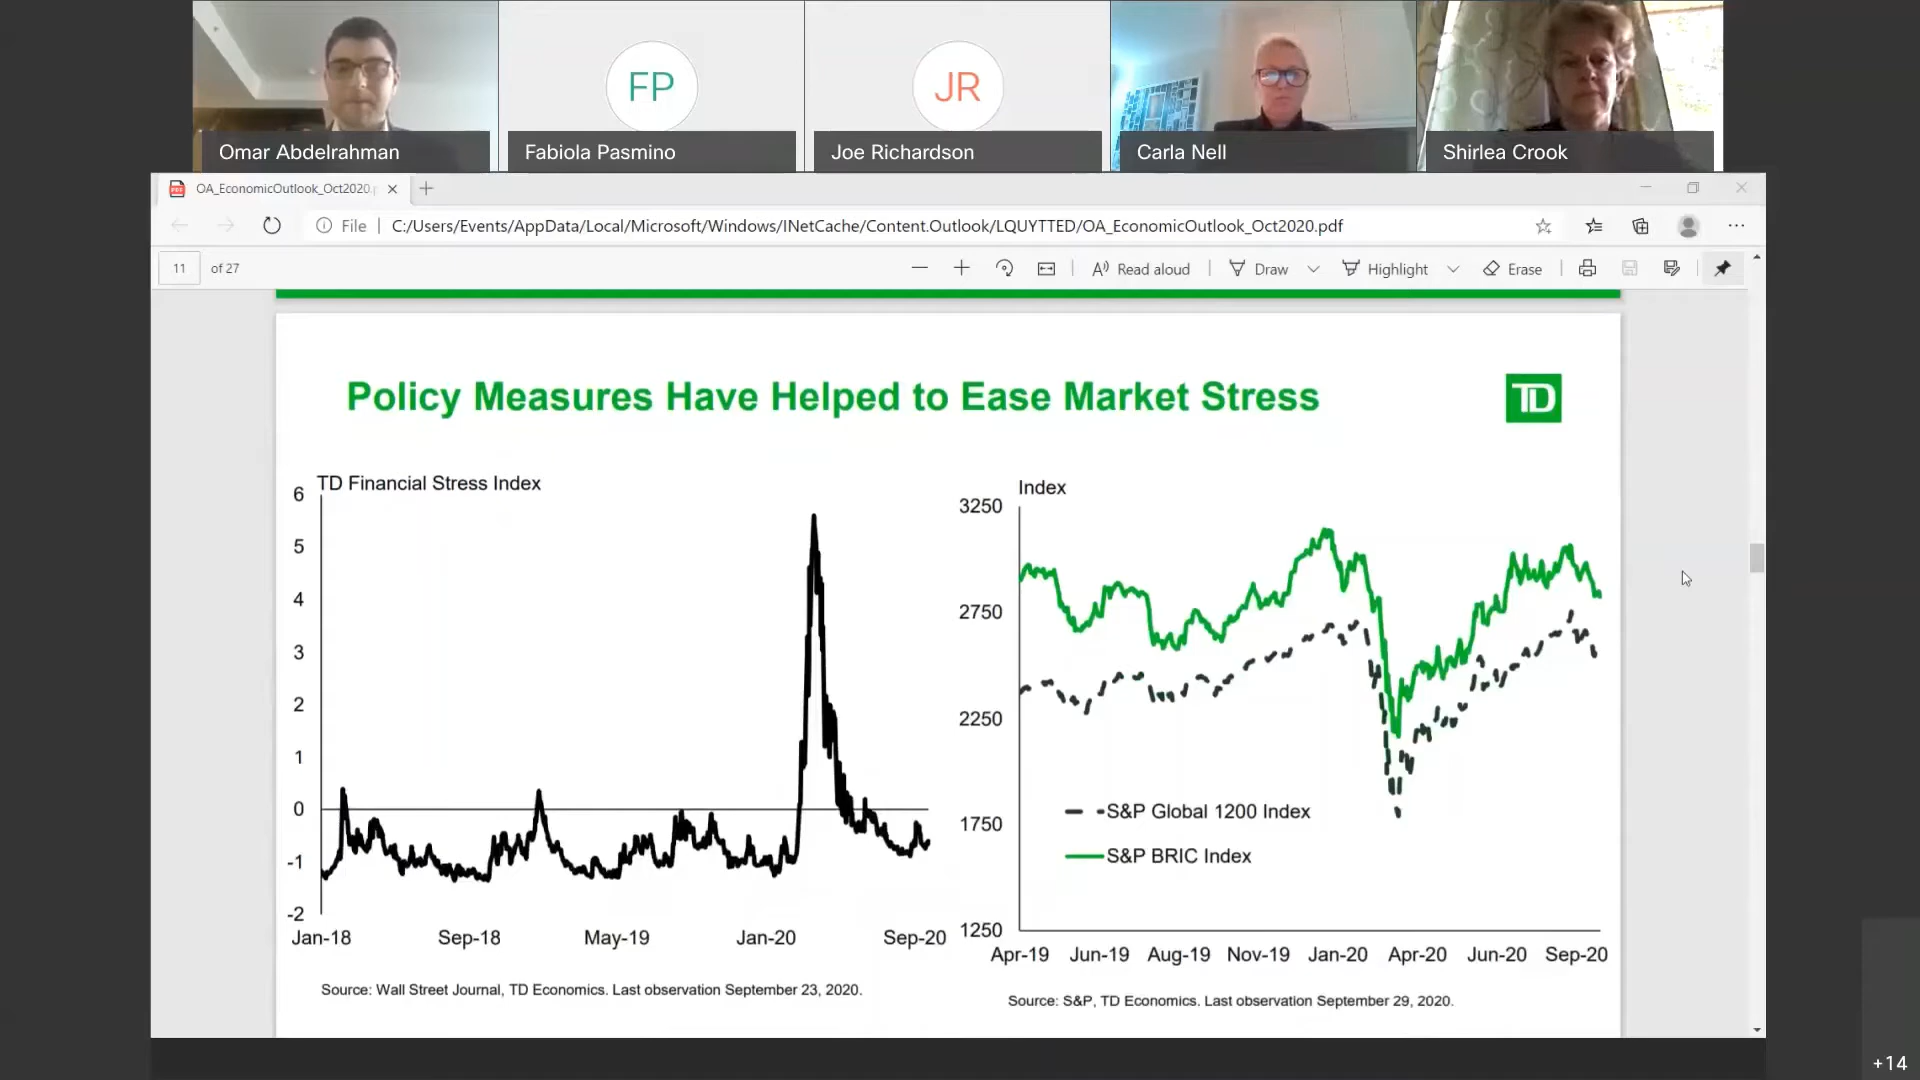 FP
JR
Omar Abdelrahman
Fabiola Pasmino
Joe Richardson
Carla Nell
Shirlea Crook
OA_EconomicOutlook_Oct2020.p
File | C:/Users/Events/AppData/Local/Microsoft/Windows/INetCache/Content.Outlook/LQUYTTED/OA_EconomicOutlook_Oct2020.pdf
11 of 27
Read aloud
Draw
Highlight
Erase
Policy Measures Have Helped to Ease Market Stress
TD
TD Financial Stress Index
6
5
4
3
2
1
0
-1
-2
Jan-18 Sep-18 May-19 Jan-20 Sep-20
Source: Wall Street Journal, TD Economics. Last observation September 23, 2020.
Index
3250
2750
2250
1750
1250
S&P Global 1200 Index
S&P BRIC Index
Apr-19 Jun-19 Aug-19 Nov-19 Jan-20 Apr-20 Jun-20 Sep-20
Source: S&P, TD Economics. Last observation September 29, 2020.
+14